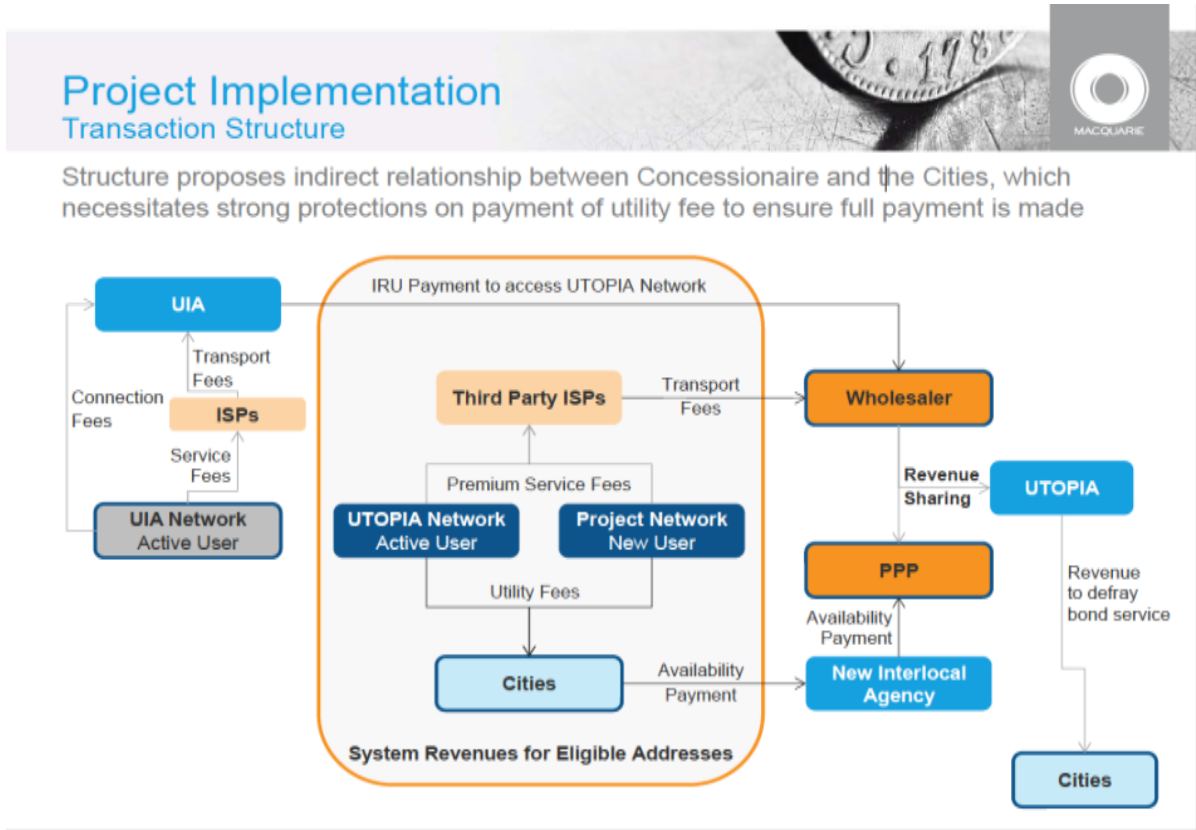 Project Implementation
Transaction Structure
MACQUARIE
Structure proposes indirect relationship between Concessionaire and the Cities, which
necessitates strong protections on payment of utility fee to ensure full payment is made
IRU Payment to access UTOPIA Network
UIA
Transport
Fees
Connection
Fees
ISPs
Service
Fees
UIA Network
Active User
Third Party ISPs
Transport
Fees
Wholesaler
Premium Service Fees
UTOPIA Network
Active User
Project Network
New User
Revenue
Sharing
UTOPIA
Utility Fees
PPP
Revenue
to defray
bond service
Availability
Payment
Cities
Availability
Payment
New Interlocal
Agency
System Revenues for Eligible Addresses
Cities